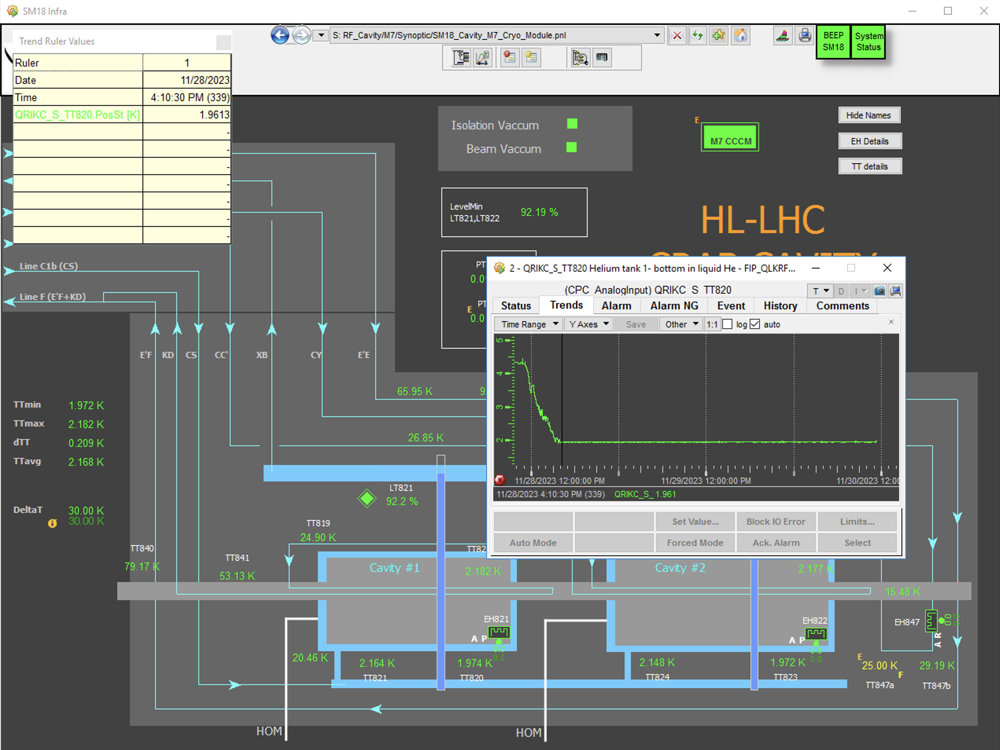 SM18 Infra
Trend Ruler Values
x
Ruler 1
Date 11/28/2023
Time 4:10:30 PM (339)
QRIKC_S_TT820.PosSt [K] 1.9613
-
-
-
-
-
-
-
S: RF_Cavity/M7/Synoptic/SM18_Cavity_M7_Cryo_Module.pnl
BEEP
SM18
System
Status
Isolation Vaccum
Beam Vaccum
E
M7 CCCM
Hide Names
EH Details
TT details
LevelMin
LT821,LT822
92.19 %
HL-LHC
Line C1b (CS)
Line F (E'F+KD)
PT
0.0
E PT
0.0
E'F KD CS CC' XB CY E'E
65.95 K
9
26.85 K
TTmin 1.972 K
TTmax 2.182 K
dTT 0.209 K
TTavg 2.168 K
DeltaT 30.00 K
30.00 K
2 - QRIKC_S_TT820 Helium tank 1- bottom in liquid He - FIP_QLKRF...
(CPC_AnalogInput) QRIKC_S_TT820
T D I
Status Trends Alarm Alarm NG Event History Comments
Time Range Y Axes Save Other 1:1 log auto
5
4
3
2
11/28/2023 12:00:00 PM 11/29/2023 12:00:00 PM 11/30/2023 12:00
11/28/2023 4:10:30 PM (339) QRIKC_S_ 1.961
Set Value... Block IO Error Limits...
Auto Mode Forced Mode Ack. Alarm Select
LT821
92.2 %
TT819
24.90 K
TT840
79.17 K
TT841
53.13 K
TT82
Cavity #1
2.182 K
Cavity #2
2.177 K
15.48 K
EH821
A P
0.0
0.0
EH822
A P
0.0
0.0
EH847
0.0
0.0
A R
20.46 K
2.164 K
TT821
1.974 K
TT820
2.148 K
TT824
1.972 K
TT823
E
25.00 K
F
TT847a
29.19 K
TT847b
HOM
HOM